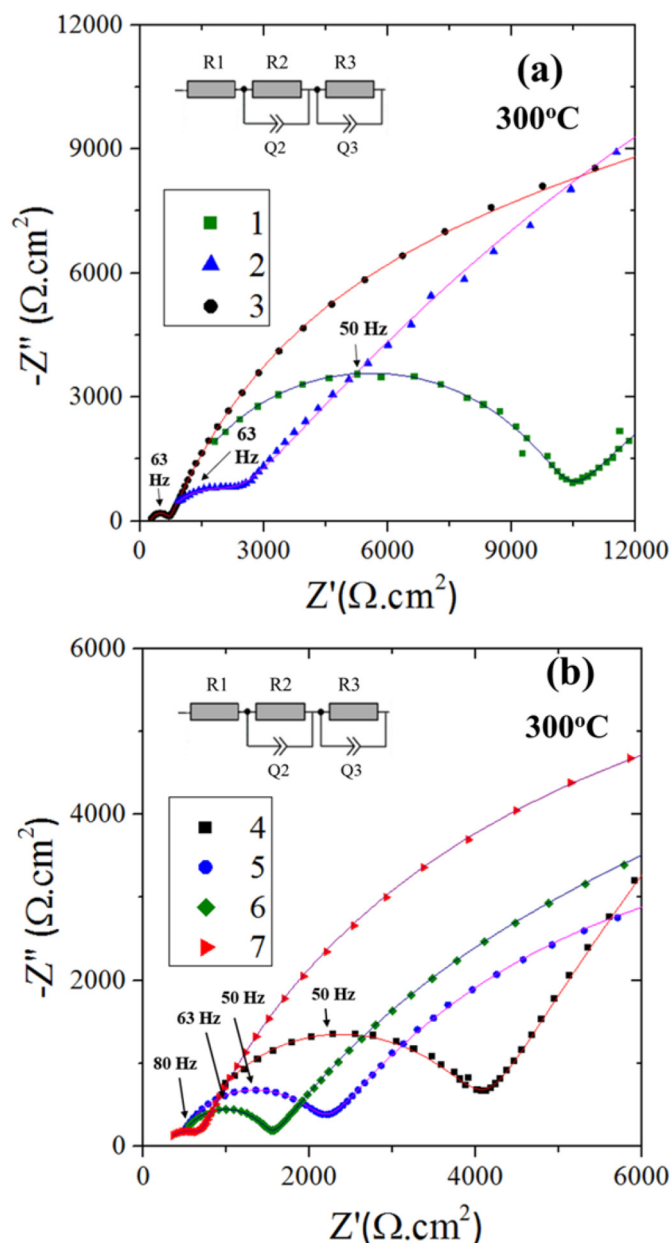 12000
9000
6000
3000
0
-Z" (Ω.cm²)
R1 R2 R3
Q2 Q3
(a)
300°C
1
2
3
50 Hz
63
Hz
63
Hz
0 3000 6000 9000 12000
Z'(Ω.cm²)
6000
4000
2000
0
-Z" (Ω.cm²)
R1 R2 R3
Q2 Q3
(b)
300°C
4
5
6
7
50 Hz
50 Hz
63 Hz
80 Hz
0 2000 4000 6000
Z'(Ω.cm²)